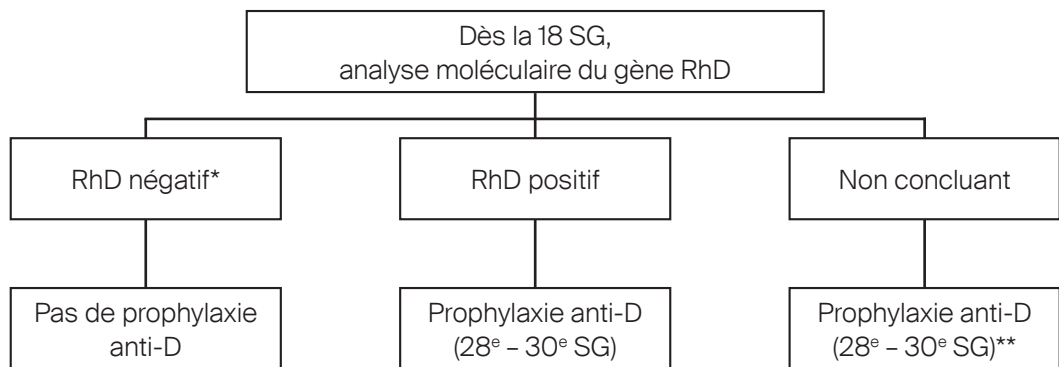 Dès la 18 SG,
analyse moléculaire du gène RhD
RhD négatif*
RhD positif
Non concluant
Pas de prophylaxie
anti-D
Prophylaxie anti-D
(28ᵉ – 30ᵉ SG)
Prophylaxie anti-D
(28ᵉ – 30ᵉ SG)**